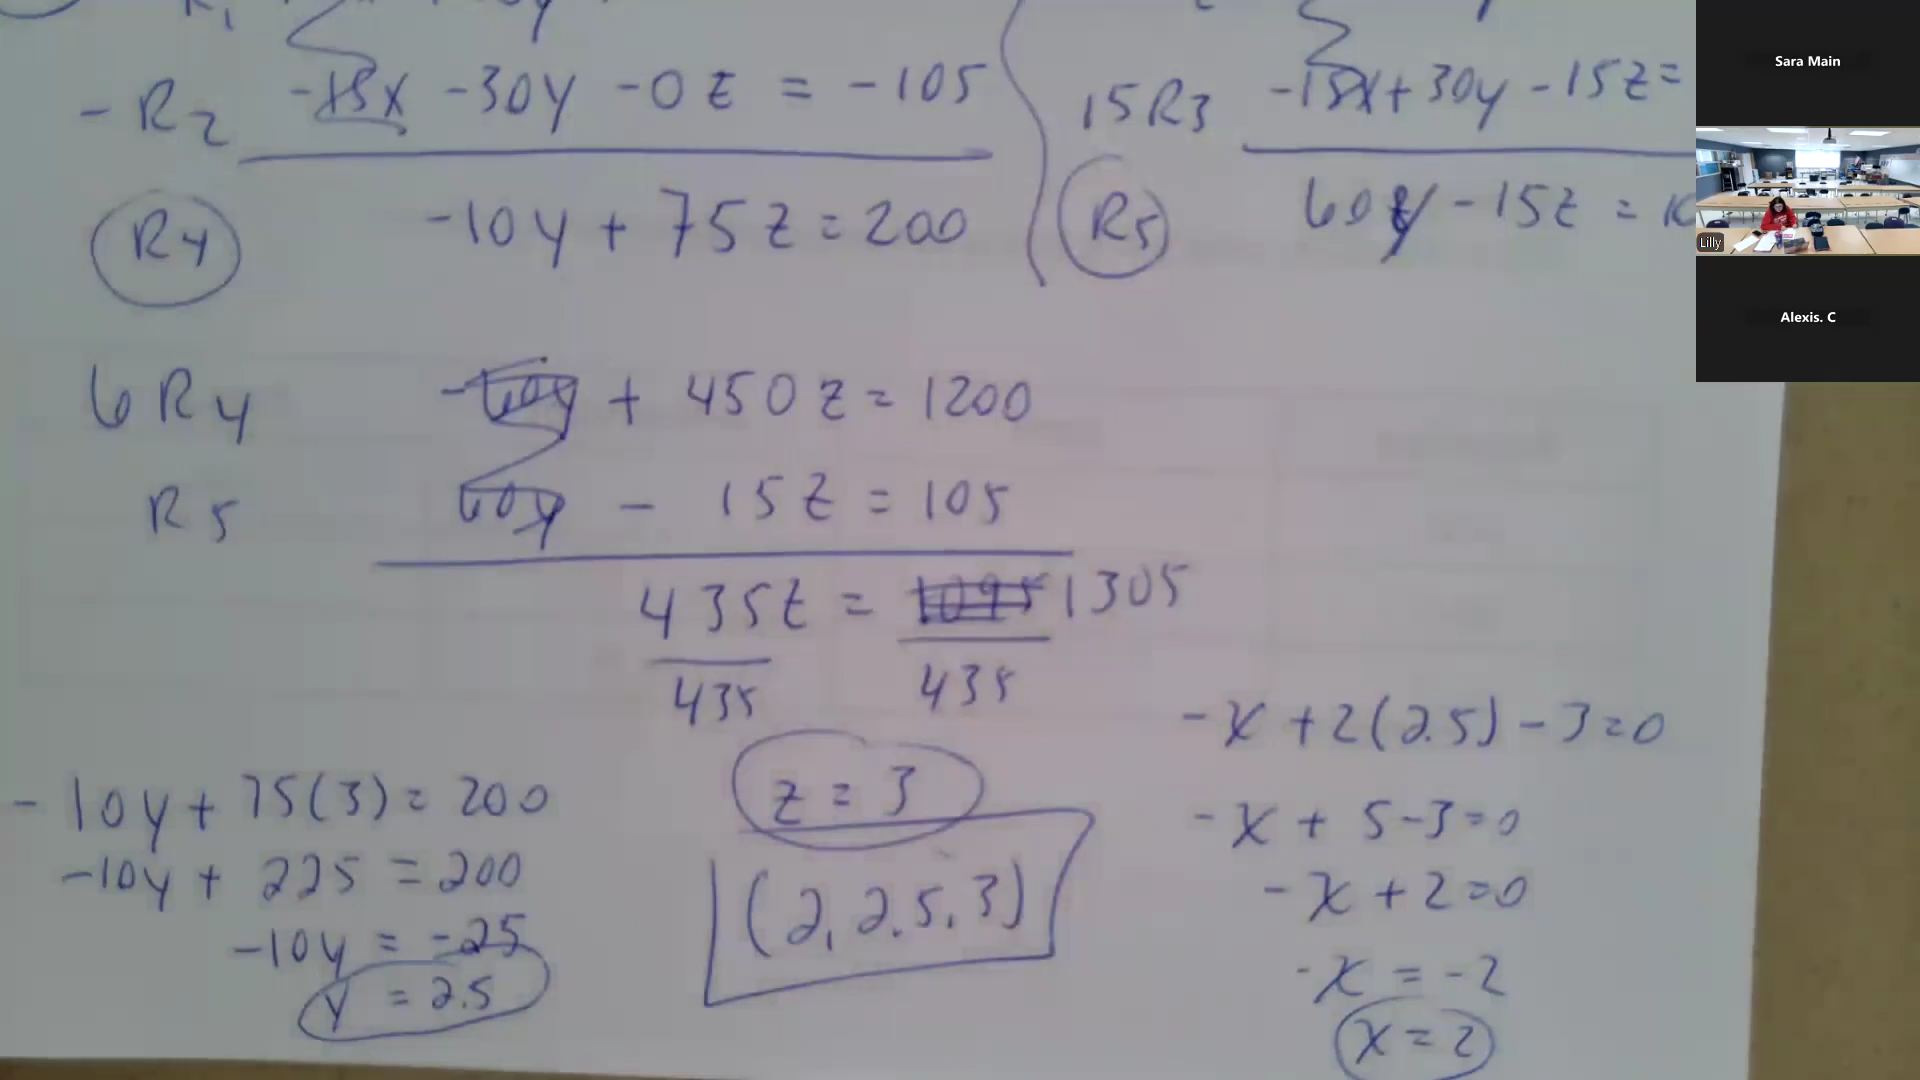 R1
-R2 -15x -30y -0z = -105
R4 -10y + 75z = 200
15R3 -15x + 30y - 15z =
R5 60y - 15z =
6R4 -60y + 450z = 1200
R5 60y - 15z = 105
435z = 1305
435 435
z = 3
-10y + 75(3) = 200
-10y + 225 = 200
-10y = -25
y = 2.5
(2, 2.5, 3)
-x + 2(2.5) - 3 = 0
-x + 5 - 3 = 0
-x + 2 = 0
-x = -2
x = 2
Sara Main
Lilly
Alexis. C